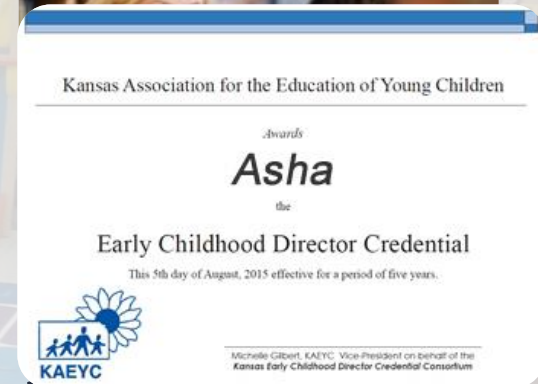 Kansas Association for the Education of Young Children
Awards
Asha
the
Early Childhood Director Credential
This 5th day of August, 2015 effective for a period of five years.
KAEYC
Michelle Gilbert, KAEYC Vice-President on behalf of the
Kansas Early Childhood Director Credential Consortium